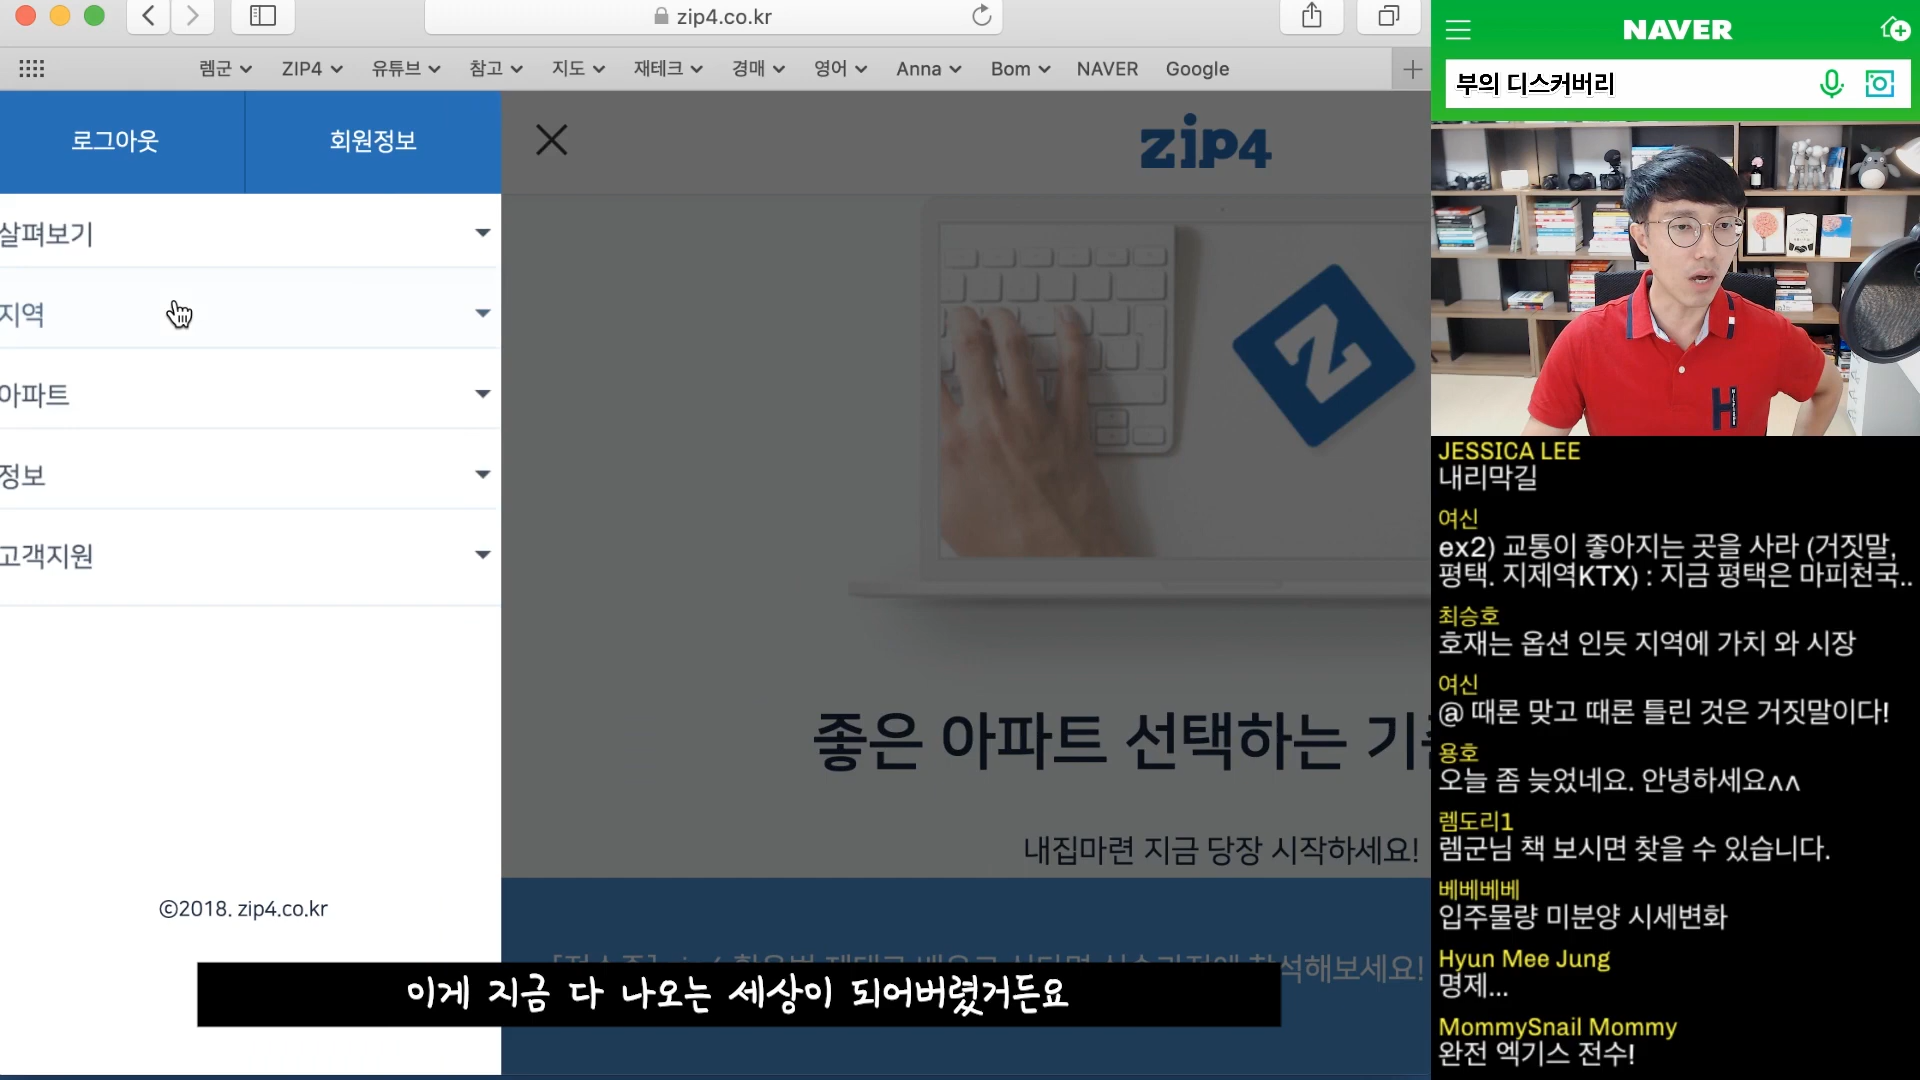 zip4.co.kr
렘군 ZIP4 유튜브 참고 지도 재테크 경매 영어 Anna Bom NAVER Google
로그아웃 회원정보
zip4
살펴보기
지역
아파트
정보
고객지원
좋은 아파트 선택하는
내집마련 지금 당장 시작하세요!
©2018. zip4.co.kr
석해보세요!
이게 지금 다 나오는 세상이 되어버렸거든요
NAVER
부의 디스커버리
JESSICA LEE
내리막길
여신
ex2) 교통이 좋아지는 곳을 사라 (거짓말,
평택. 지제역KTX) : 지금 평택은 마피천국..
최승호
호재는 옵션 인듯 지역에 가치 와 시장
여신
@ 때론 맞고 때론 틀린 것은 거짓말이다!
용호
오늘 좀 늦었네요. 안녕하세요^^
렘도리1
렘군님 책 보시면 찾을 수 있습니다.
베베베베
입주물량 미분양 시세변화
Hyun Mee Jung
명제...
MommySnail Mommy
완전 엑기스 전수!